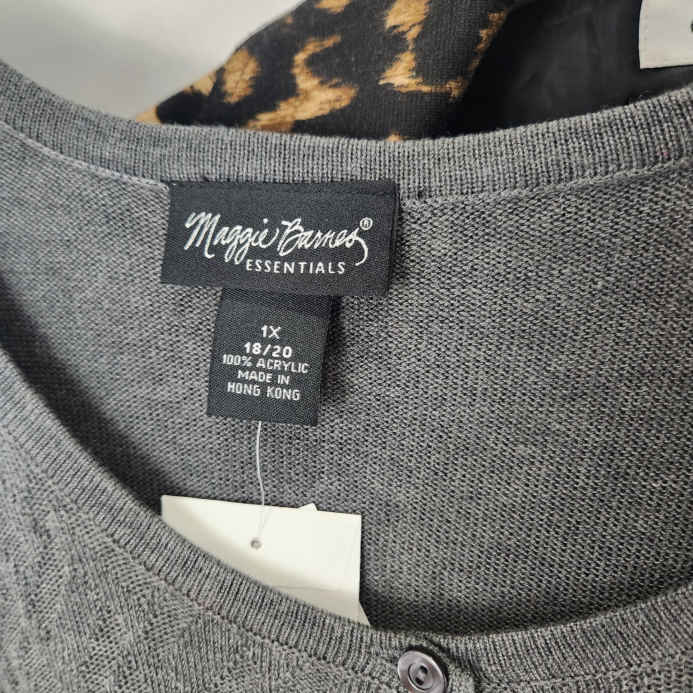 Maggie Barnes®
ESSENTIALS
1X
18/20
100% ACRYLIC
MADE IN
HONG KONG